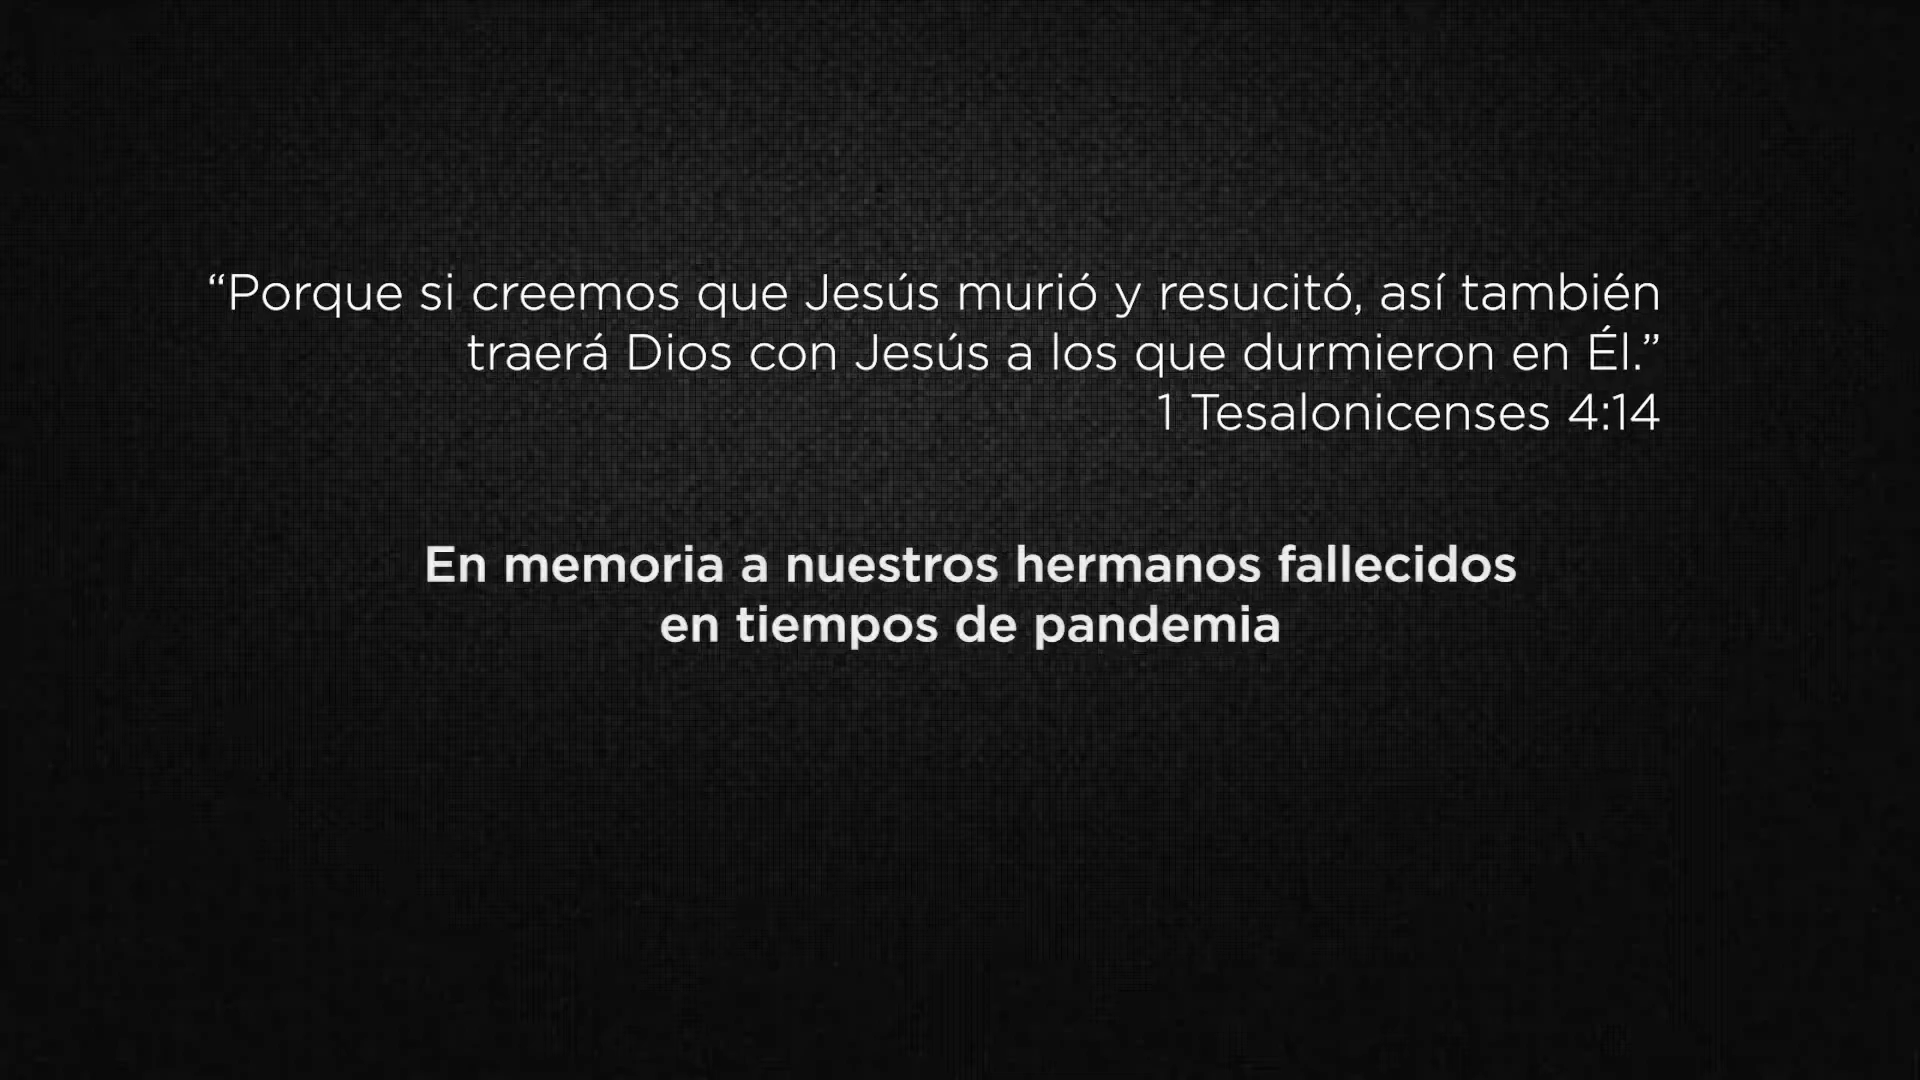 “Porque si creemos que Jesús murió y resucitó, así también
traerá Dios con Jesús a los que durmieron en Él.”
1 Tesalonicenses 4:14
En memoria a nuestros hermanos fallecidos
en tiempos de pandemia